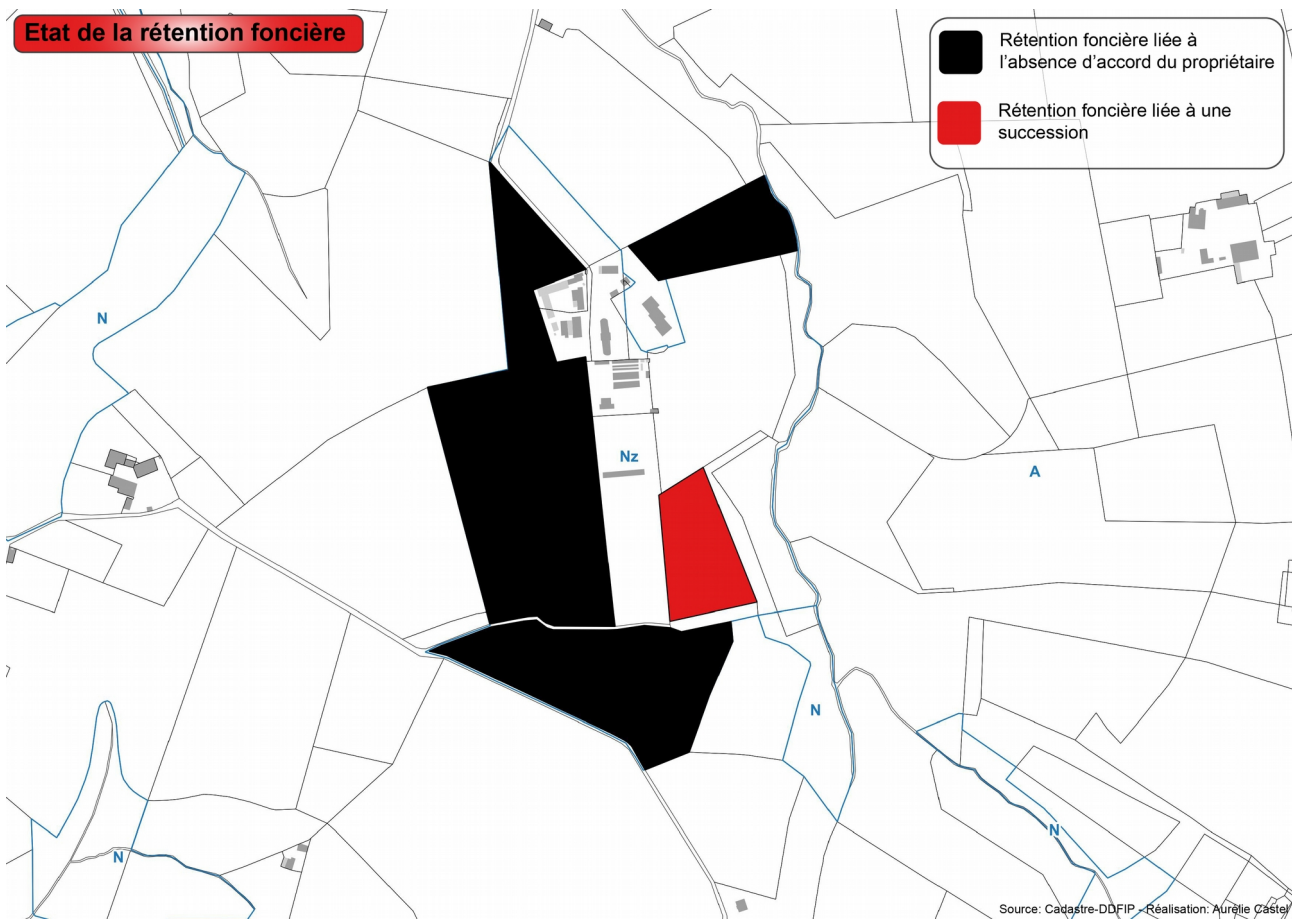 Etat de la rétention foncière
Rétention foncière liée à
l'absence d'accord du propriétaire
Rétention foncière liée à une
succession
N
Nz
A
N
N
N
Source: Cadastre-DDFIP - Réalisation: Aurélie Castel